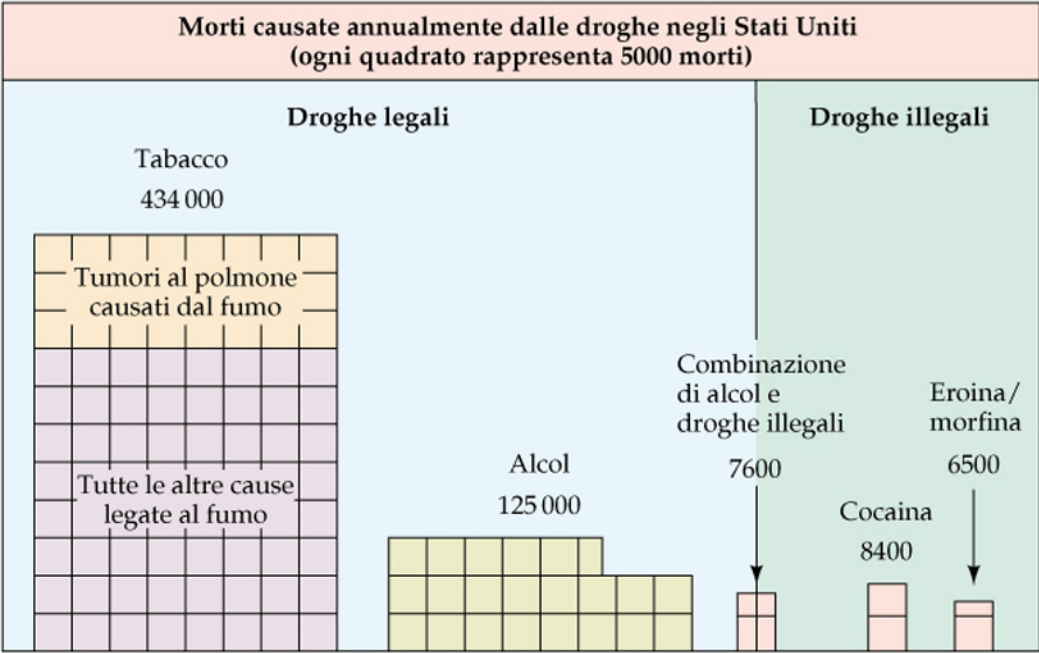 Morti causate annualmente dalle droghe negli Stati Uniti
(ogni quadrato rappresenta 5000 morti)
Droghe legali
Droghe illegali
Tabacco
434 000
Tumori al polmone
causati dal fumo
Tutte le altre cause
legate al fumo
Alcol
125 000
Combinazione
di alcol e
droghe illegali
7600
Cocaina
8400
Eroina/
morfina
6500